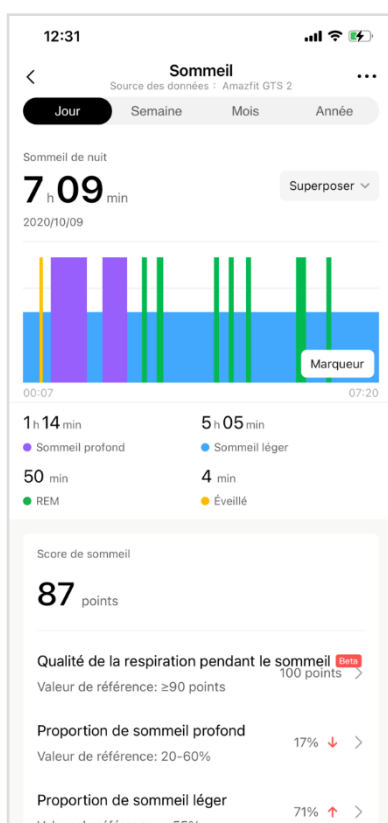 12:31
Sommeil
Source des données : Amazfit GTS 2
Jour Semaine Mois Année
Sommeil de nuit
7 h 09 min
Superposer
2020/10/09
Marqueur
00:07 07:20
1 h 14 min 5 h 05 min
Sommeil profond Sommeil léger
50 min 4 min
REM Éveillé
Score de sommeil
87 points
Qualité de la respiration pendant le sommeil Beta
100 points
Valeur de référence: ≥90 points
Proportion de sommeil profond
17%
Valeur de référence: 20-60%
Proportion de sommeil léger
71%